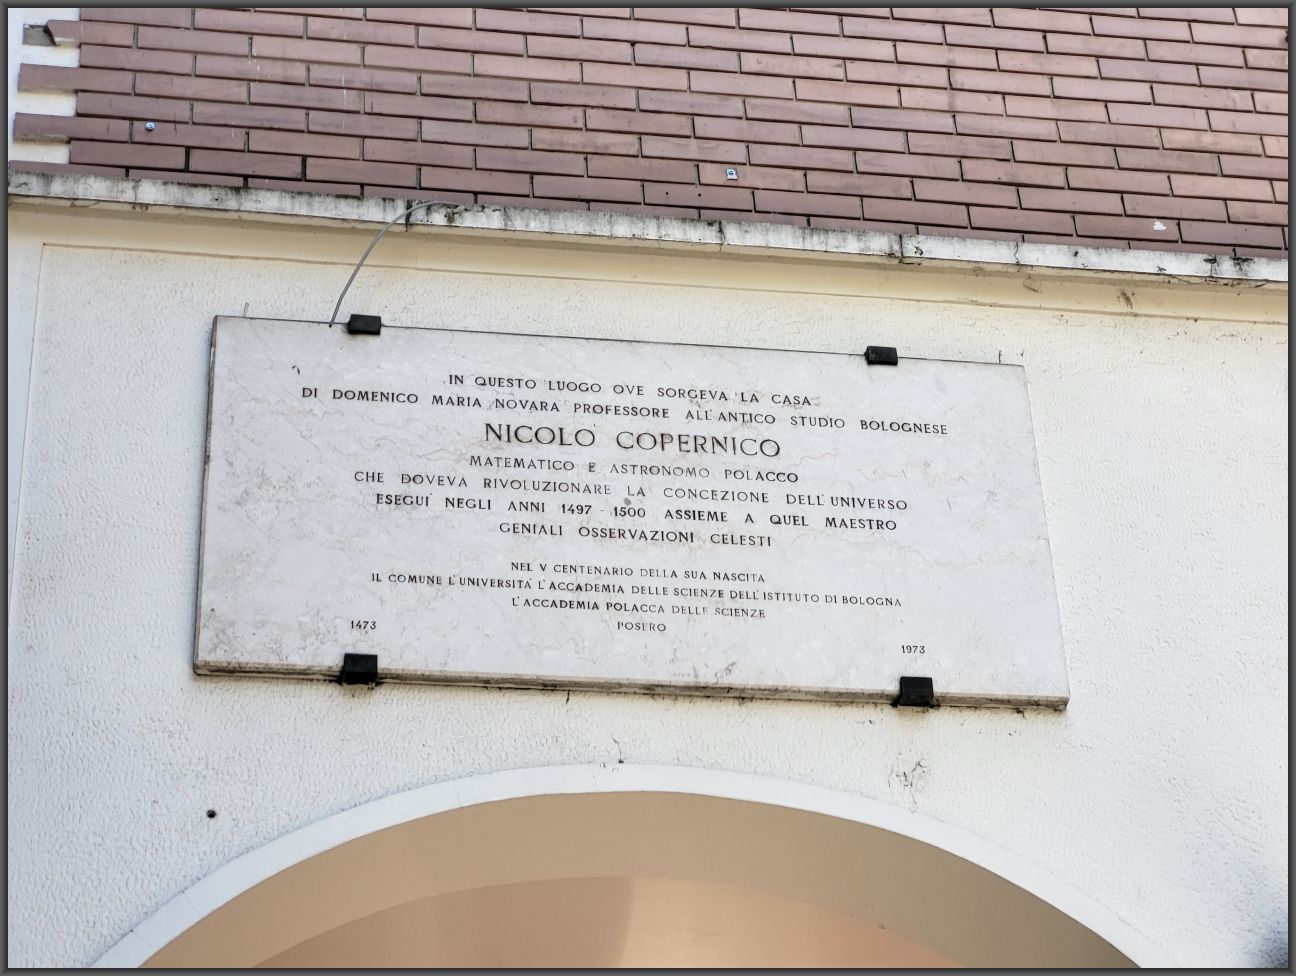 IN QUESTO LUOGO OVE SORGEVA LA CASA
DI DOMENICO MARIA NOVARA PROFESSORE ALL'ANTICO STUDIO BOLOGNESE
NICOLO COPERNICO
MATEMATICO E ASTRONOMO POLACCO
CHE DOVEVA RIVOLUZIONARE LA CONCEZIONE DELL'UNIVERSO
ESEGUI' NEGLI ANNI 1497 - 1500 ASSIEME A QUEL MAESTRO
GENIALI OSSERVAZIONI CELESTI
NEL V CENTENARIO DELLA SUA NASCITA
IL COMUNE L'UNIVERSITA' L'ACCADEMIA DELLE SCIENZE DELL'ISTITUTO DI BOLOGNA
L'ACCADEMIA POLACCA DELLE SCIENZE
POSERO
1473
1973